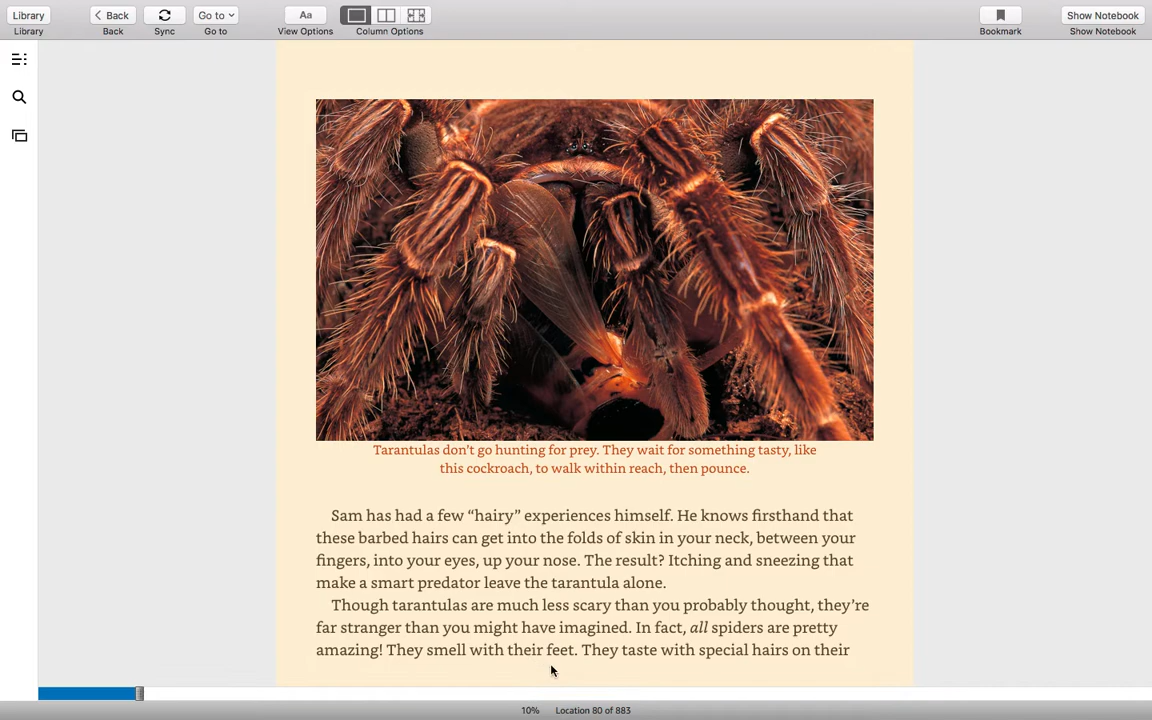 Library
Back
Go to
Aa
Show Notebook
Library
Back
Sync
Go to
View Options
Column Options
Bookmark
Show Notebook
Tarantulas don't go hunting for prey. They wait for something tasty, like
this cockroach, to walk within reach, then pounce.
Sam has had a few “hairy” experiences himself. He knows firsthand that
these barbed hairs can get into the folds of skin in your neck, between your
fingers, into your eyes, up your nose. The result? Itching and sneezing that
make a smart predator leave the tarantula alone.
Though tarantulas are much less scary than you probably thought, they’re
far stranger than you might have imagined. In fact, all spiders are pretty
amazing! They smell with their feet. They taste with special hairs on their
10% Location 80 of 883